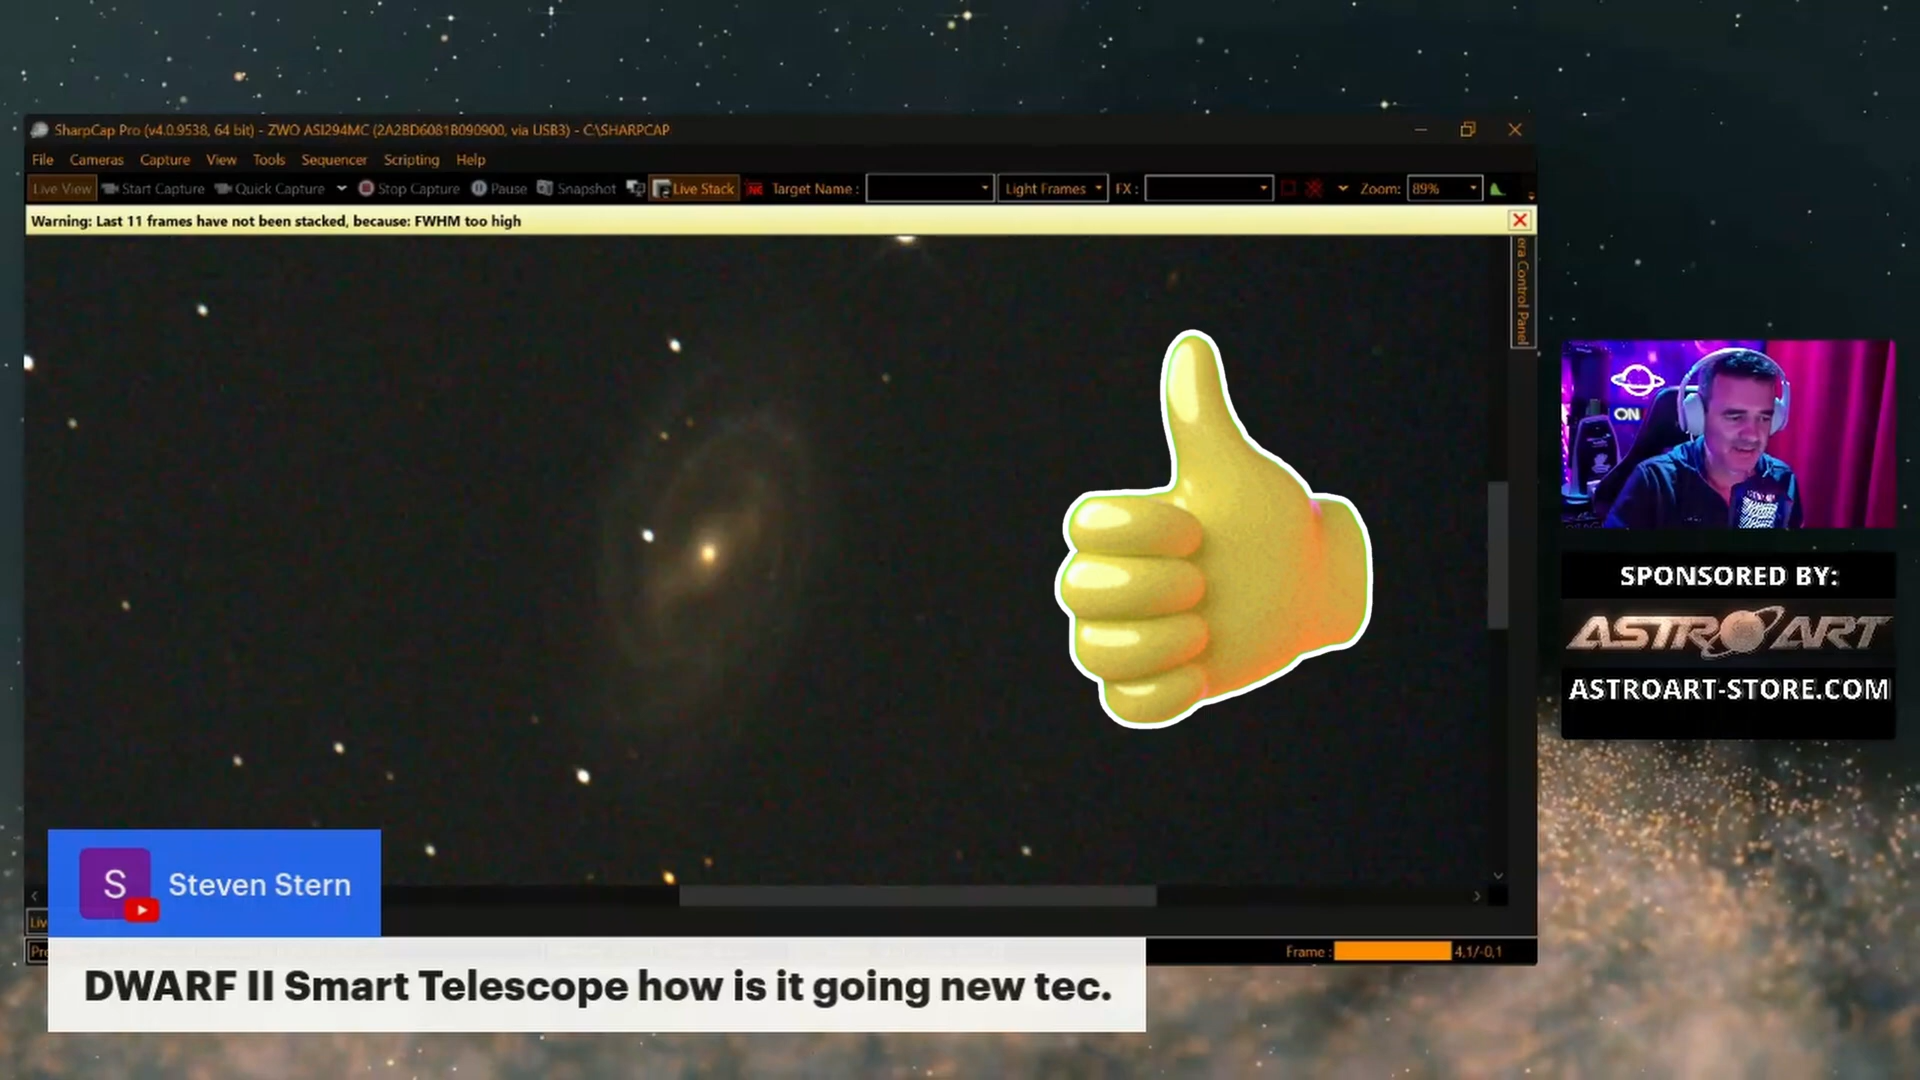 SharpCap Pro (v4.0.9538, 64 bit) - ZWO ASI294MC (2A2BD6081B090900, via USB3) - C:\SHARPCAP
File Cameras Capture View Tools Sequencer Scripting Help
Live View Start Capture Quick Capture Stop Capture Pause Snapshot Live Stack Target Name : Light Frames FX : Zoom: 89%
Warning: Last 11 frames have not been stacked, because: FWHM too high
era Control Panel
ON
SPONSORED BY:
ASTROART
ASTROART-STORE.COM
S Steven Stern
Liv
Pre
Frame : 4,1/-0,1
DWARF II Smart Telescope how is it going new tec.